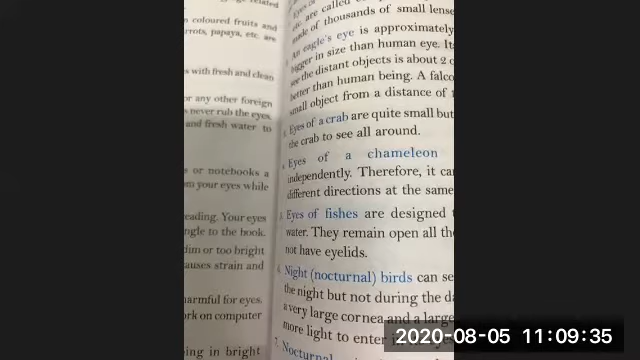 related
coloured fruits and
rrots, papaya, etc. are
s with fresh and clean
or any other foreign
never rub the eyes.
and fresh water to
s or notebooks a
m your eyes while
eading. Your eyes
ngle to the book.
dim or too bright
auses strain and
harmful for eyes.
rk on computer
ing in bright
Eyes
etc. are called
made of thousands of small lense
An eagle's eye is approximately
bigger in size than human eye. It
see the distant objects is about 2
better than human being. A falco
small object from a distance of
Eyes of a crab are quite small but
the crab to see all around.
Eyes of a chameleon
independently. Therefore, it ca
different directions at the same
Eyes of fishes are designed
water. They remain open all the
not have eyelids.
Night (nocturnal) birds can se
the night but not during the da
a very large cornea and a large
more light to enter
7. Nocturnal
2020-08-05 11:09:35